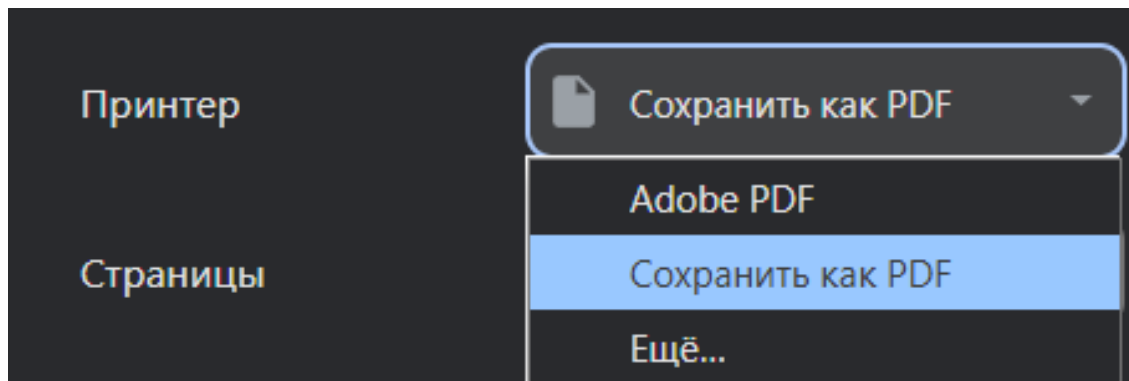 Принтер
Сохранить как PDF
Adobe PDF
Страницы
Сохранить как PDF
Ещё...